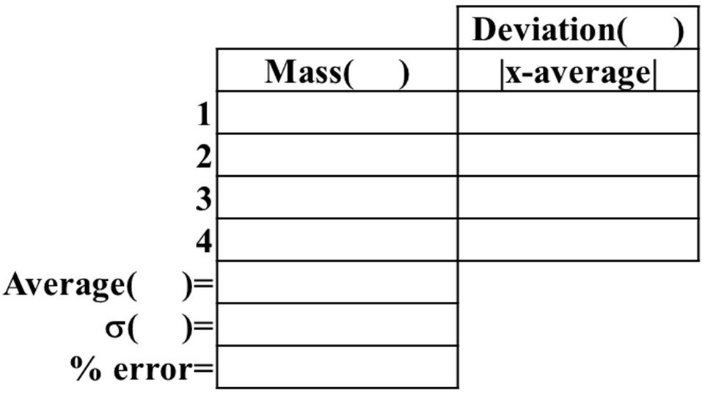 Deviation( )
Mass( ) |x-average|
1
2
3
4
Average( )=
σ( )=
% error=